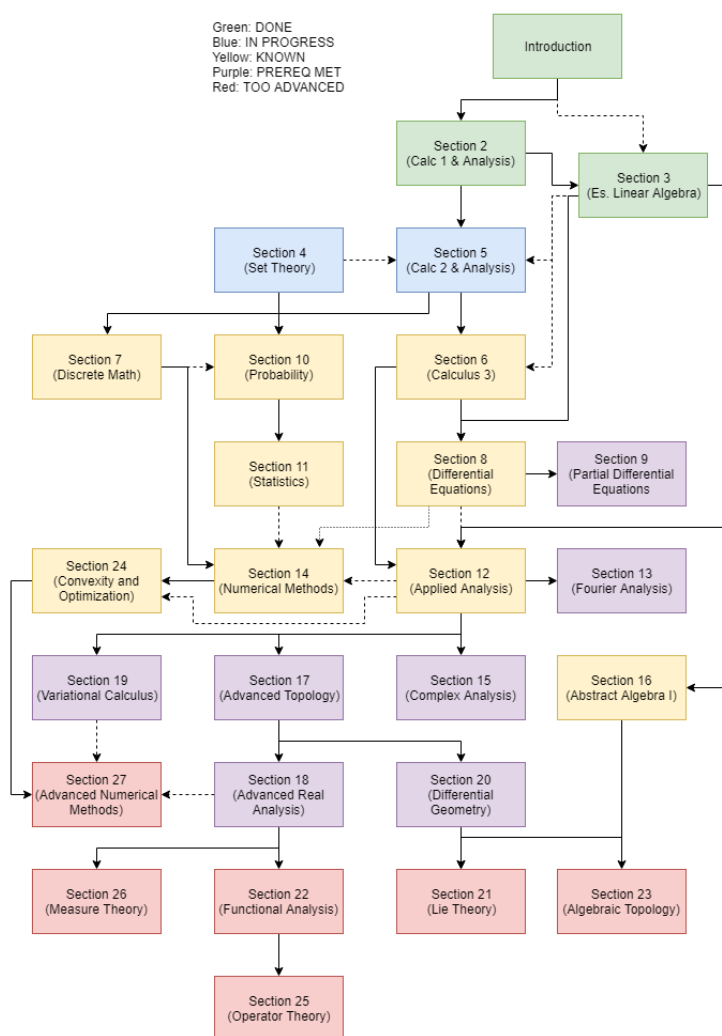 Green: DONE
Blue: IN PROGRESS
Yellow: KNOWN
Purple: PREREQ MET
Red: TOO ADVANCED
Introduction
Section 2
(Calc 1 & Analysis)
Section 3
(Es. Linear Algebra)
Section 4
(Set Theory)
Section 5
(Calc 2 & Analysis)
Section 7
(Discrete Math)
Section 10
(Probability)
Section 6
(Calculus 3)
Section 11
(Statistics)
Section 8
(Differential
Equations)
Section 9
(Partial Differential
Equations
Section 24
(Convexity and
Optimization)
Section 14
(Numerical Methods)
Section 12
(Applied Analysis)
Section 13
(Fourier Analysis)
Section 19
(Variational Calculus)
Section 17
(Advanced Topology)
Section 15
(Complex Analysis)
Section 16
(Abstract Algebra I)
Section 27
(Advanced Numerical
Methods)
Section 18
(Advanced Real
Analysis)
Section 20
(Differential
Geometry)
Section 26
(Measure Theory)
Section 22
(Functional Analysis)
Section 21
(Lie Theory)
Section 23
(Algebraic Topology)
Section 25
(Operator Theory)